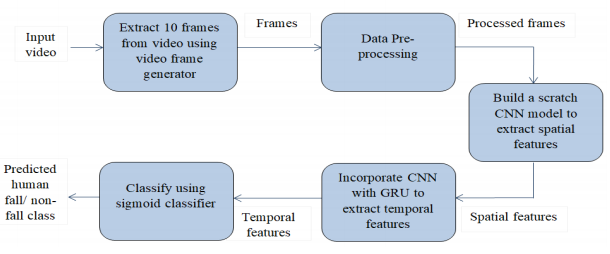 Input
video
Extract 10 frames
from video using
video frame
generator
Frames
Data Pre-
processing
Processed frames
Build a scratch
CNN model to
extract spatial
features
Spatial features
Incorporate CNN
with GRU to
extract temporal
features
Temporal
features
Classify using
sigmoid classifier
Predicted
human
fall/ non-
fall class